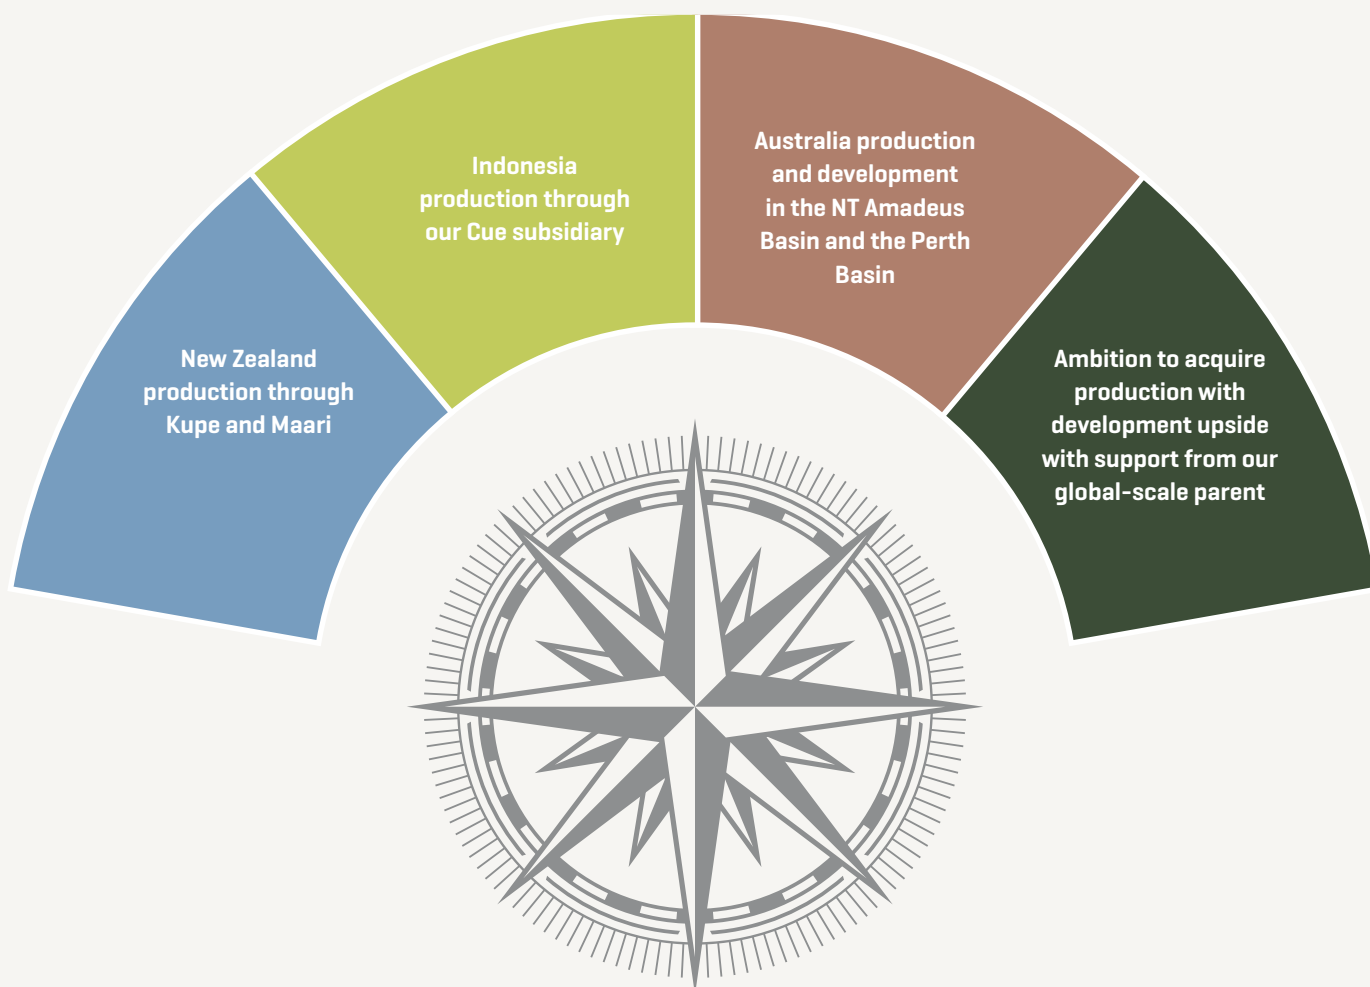 New Zealand
production through
Kupe and Maari
Indonesia
production through
our Cue subsidiary
Australia production
and development
in the NT Amadeus
Basin and the Perth
Basin
Ambition to acquire
production with
development upside
with support from our
global-scale parent